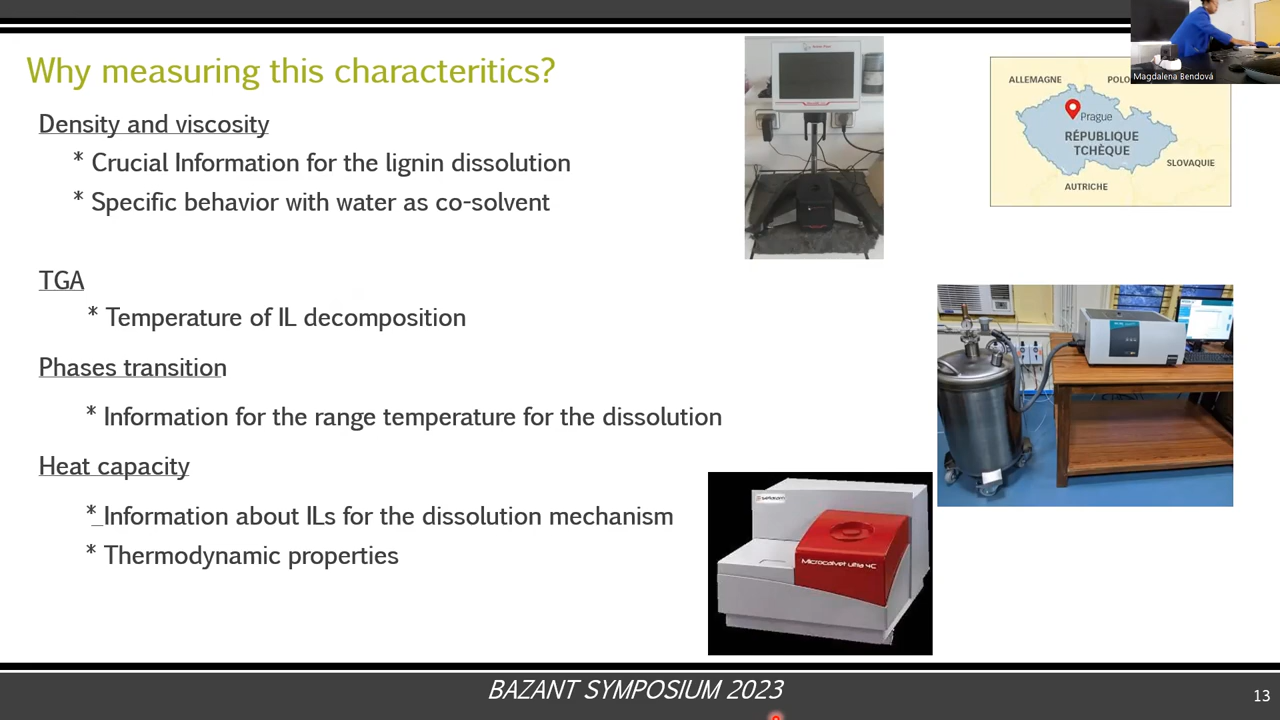 Why measuring this characteritics?
Density and viscosity
* Crucial Information for the lignin dissolution
* Specific behavior with water as co-solvent
TGA
* Temperature of IL decomposition
Phases transition
* Information for the range temperature for the dissolution
Heat capacity
*_Information about ILs for the dissolution mechanism
* Thermodynamic properties
Magdalena Bendová
ALLEMAGNE
POLO
Prague
RÉPUBLIQUE
TCHÈQUE
SLOVAQUIE
AUTRICHE
Microcalvet ultra 4C
BAZANT SYMPOSIUM 2023
13